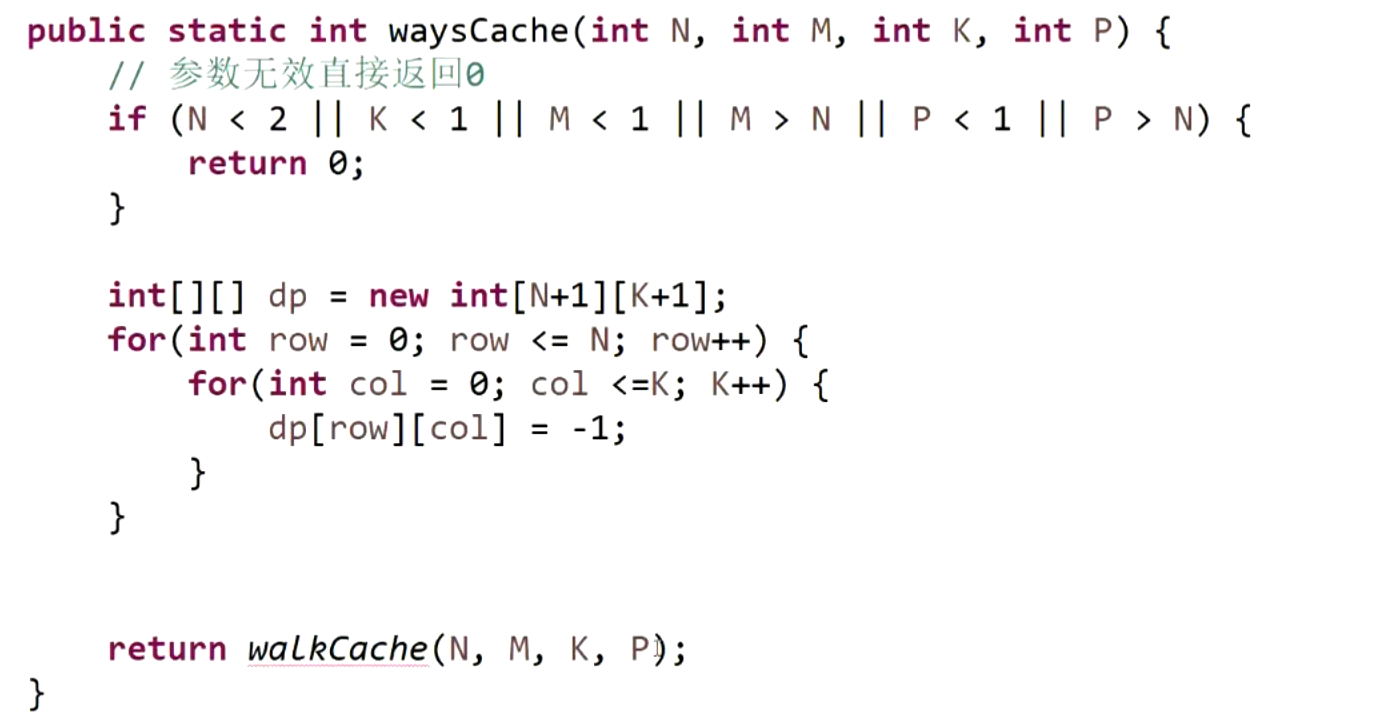 public static int waysCache(int N, int M, int K, int P) {
    // 参数无效直接返回0
    if (N < 2 || K < 1 || M < 1 || M > N || P < 1 || P > N) {
        return 0;
    }

    int[][] dp = new int[N+1][K+1];
    for(int row = 0; row <= N; row++) {
        for(int col = 0; col <=K; K++) {
            dp[row][col] = -1;
        }
    }


    return walkCache(N, M, K, P);
}